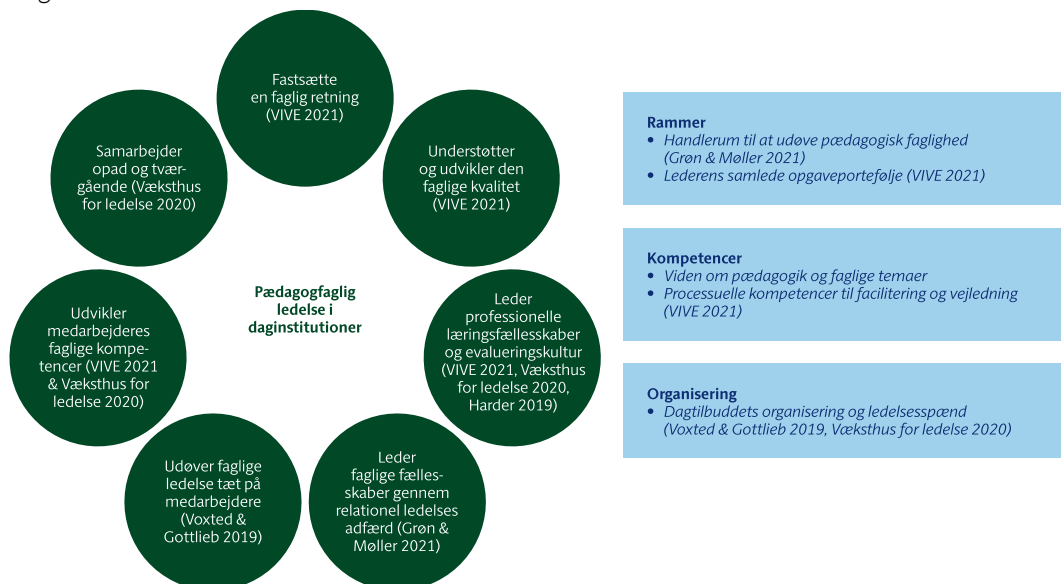 Fastsætte
en faglig retning
(VIVE 2021)
Understøtter
og udvikler den
faglige kvalitet
(VIVE 2021)
Leder
professionelle
læringsfællesskaber
og evalueringskultur
(VIVE 2021, Væksthus
for ledelse 2020,
Harder 2019)
Leder
faglige fælles-
skaber gennem
relationel ledelses
adfærd (Grøn &
Møller 2021)
Udøver faglige
ledelse tæt på
medarbejdere
(Voxted &
Gottlieb 2019)
Udvikler
medarbejderes
faglige kompe-
tencer (VIVE 2021
& Væksthus for
ledelse 2020)
Samarbejder
opad og tvær-
gående (Væksthus
for ledelse 2020)
Pædagogfaglig
ledelse i
daginstitutioner
Rammer
• Handlerum til at udøve pædagogisk faglighed
(Grøn & Møller 2021)
• Lederens samlede opgaveportefølje (VIVE 2021)
Kompetencer
• Viden om pædagogik og faglige temaer
• Processuelle kompetencer til facilitering og vejledning
(VIVE 2021)
Organisering
• Dagtilbuddets organisering og ledelsesspænd
(Voxted & Gottlieb 2019, Væksthus for ledelse 2020)